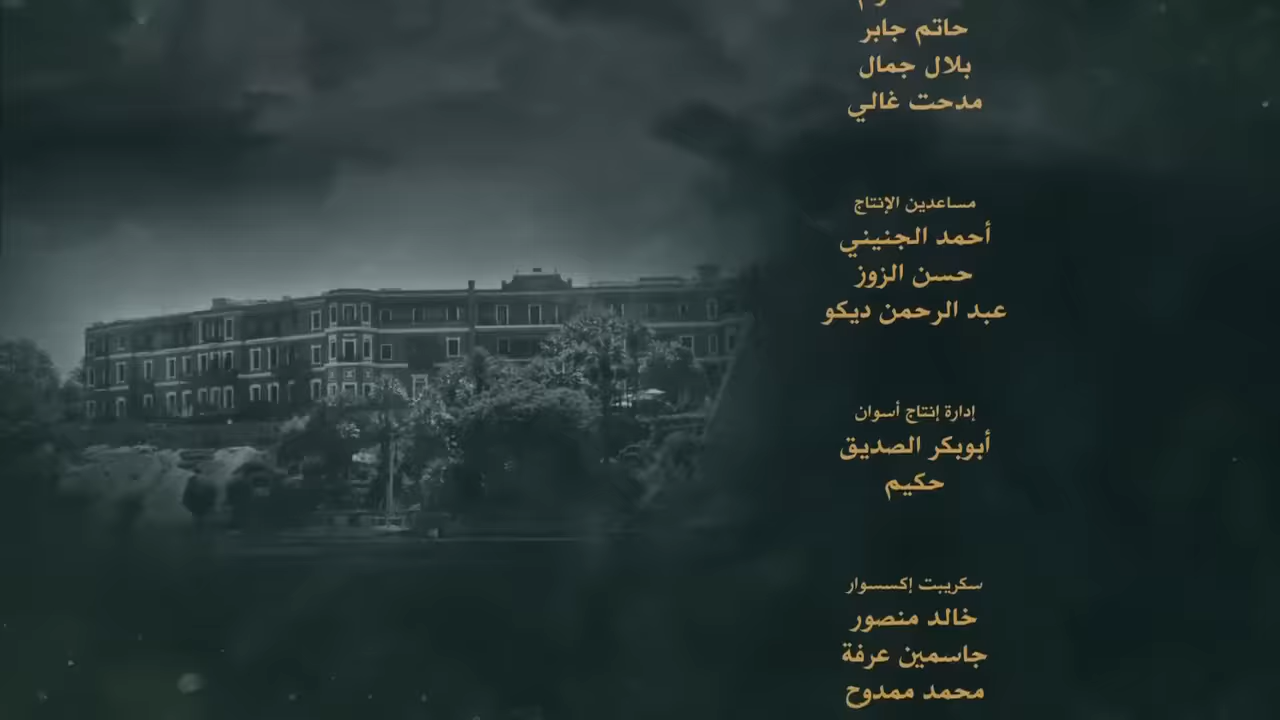 حاتم جابر
بلال جمال
مدحت غالي
مساعدين الإنتاج
أحمد الجنيني
حسن الزوز
عبد الرحمن ديكو
إدارة إنتاج أسوان
أبوبكر الصديق
حكيم
سكريبت إكسسوار
خالد منصور
جاسمين عرفة
محمد ممدوح